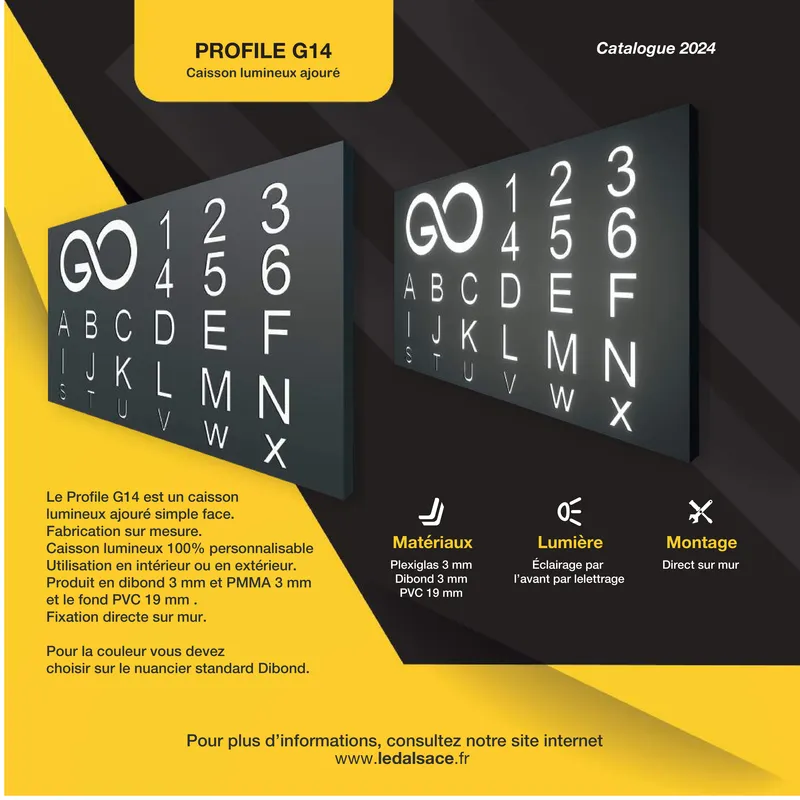 PROFILE G14
Caisson lumineux ajouré
Catalogue 2024
GO 1 2 3
4 5 6
A B C D E F
I J K L M N
S T U V W X
GO 1 2 3
4 5 6
A B C D E F
I J K L M N
S T U V W X
Le Profile G14 est un caisson
lumineux ajouré simple face.
Fabrication sur mesure.
Caisson lumineux 100% personnalisable
Utilisation en intérieur ou en extérieur.
Produit en dibond 3 mm et PMMA 3 mm
et le fond PVC 19 mm .
Fixation directe sur mur.
Pour la couleur vous devez
choisir sur le nuancier standard Dibond.
Matériaux
Plexiglas 3 mm
Dibond 3 mm
PVC 19 mm
Lumière
Éclairage par
l'avant par lelettrage
Montage
Direct sur mur
Pour plus d'informations, consultez notre site internet
www.ledalsace.fr